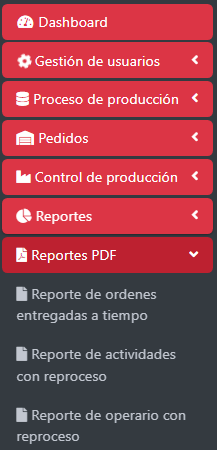 Dashboard
Gestión de usuarios
Proceso de producción
Pedidos
Control de producción
Reportes
Reportes PDF
Reporte de ordenes
entregadas a tiempo
Reporte de actividades
con reproceso
Reporte de operario con
reproceso